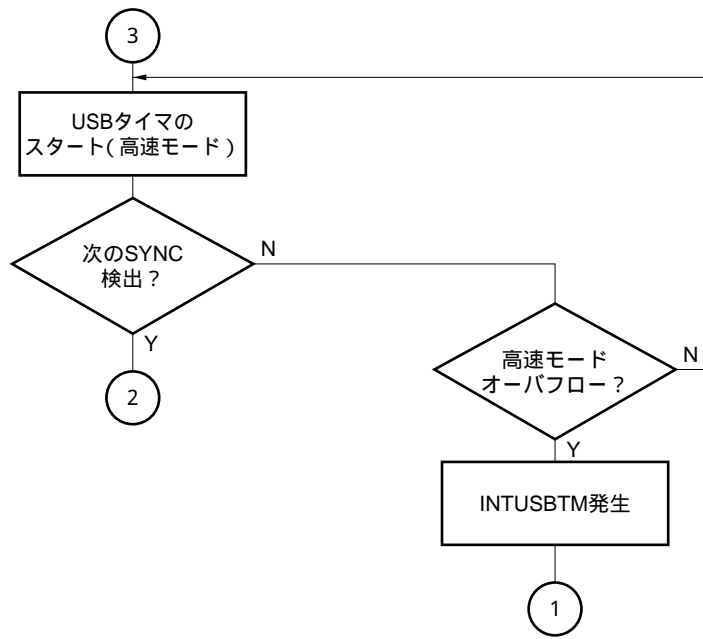 3
USBタイマの
スタート(高速モード)
次のSYNC
検出?
N
Y
2
高速モード
オーバフロー?
N
Y
INTUSBTM発生
1